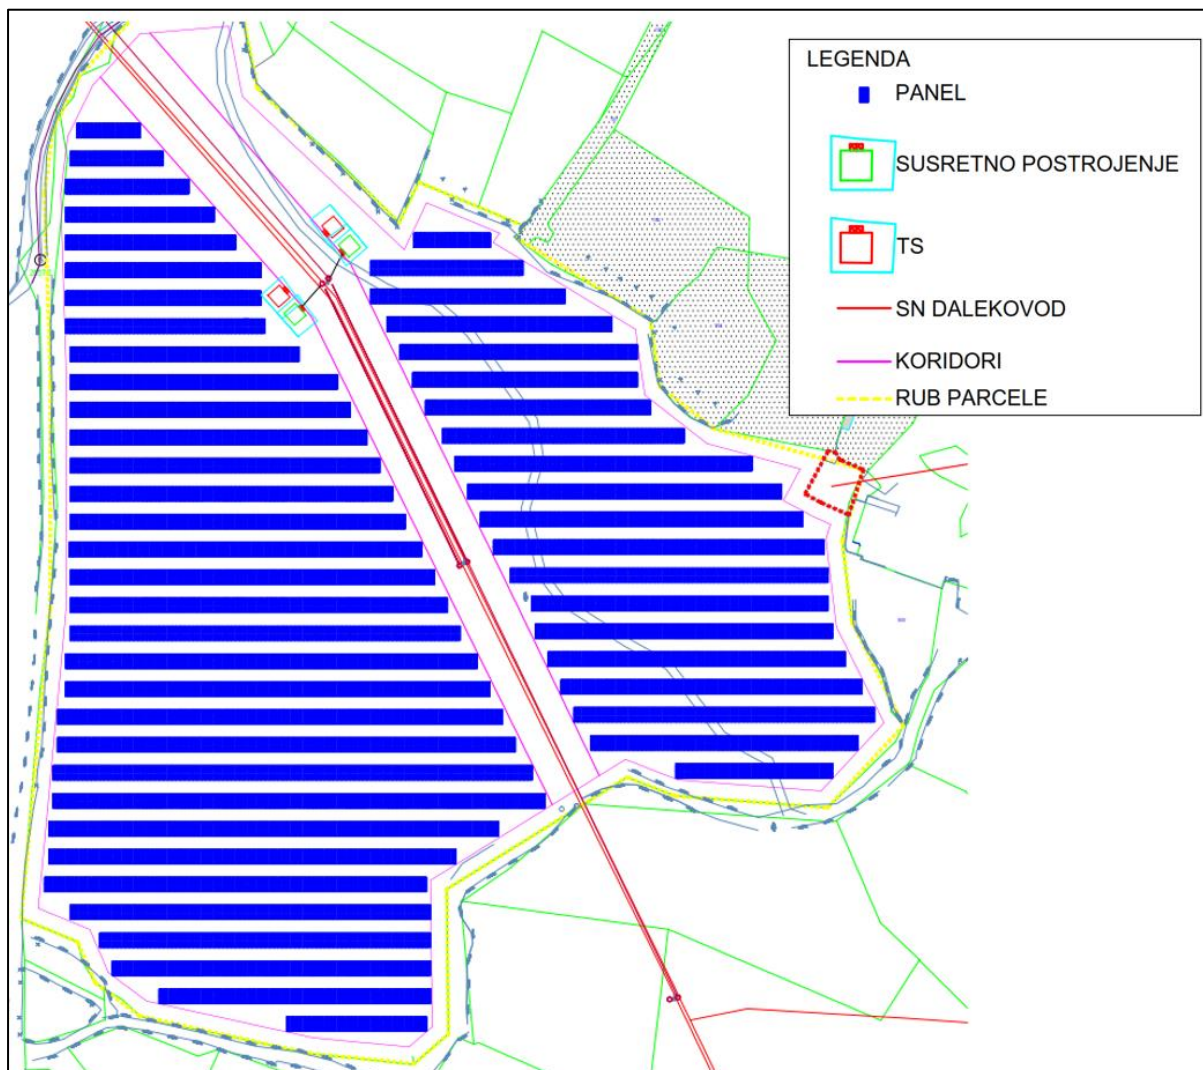 LEGENDA
PANEL
SUSRETNO POSTROJENJE
TS
SN DALEKOVOD
KORIDORI
RUB PARCELE